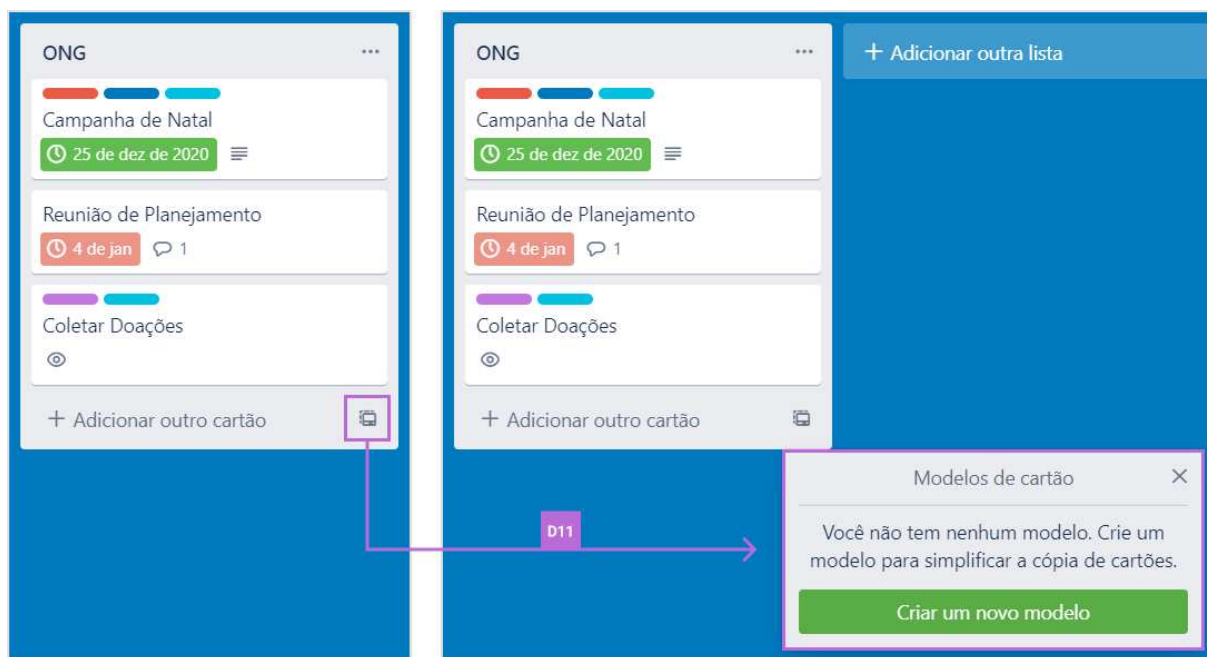 ONG
Campanha de Natal
25 de dez de 2020
Reunião de Planejamento
4 de jan
1
Coletar Doações
+ Adicionar outro cartão
ONG
Campanha de Natal
25 de dez de 2020
Reunião de Planejamento
4 de jan
1
Coletar Doações
+ Adicionar outro cartão
+ Adicionar outra lista
D11
Modelos de cartão
Você não tem nenhum modelo. Crie um
modelo para simplificar a cópia de cartões.
Criar um novo modelo